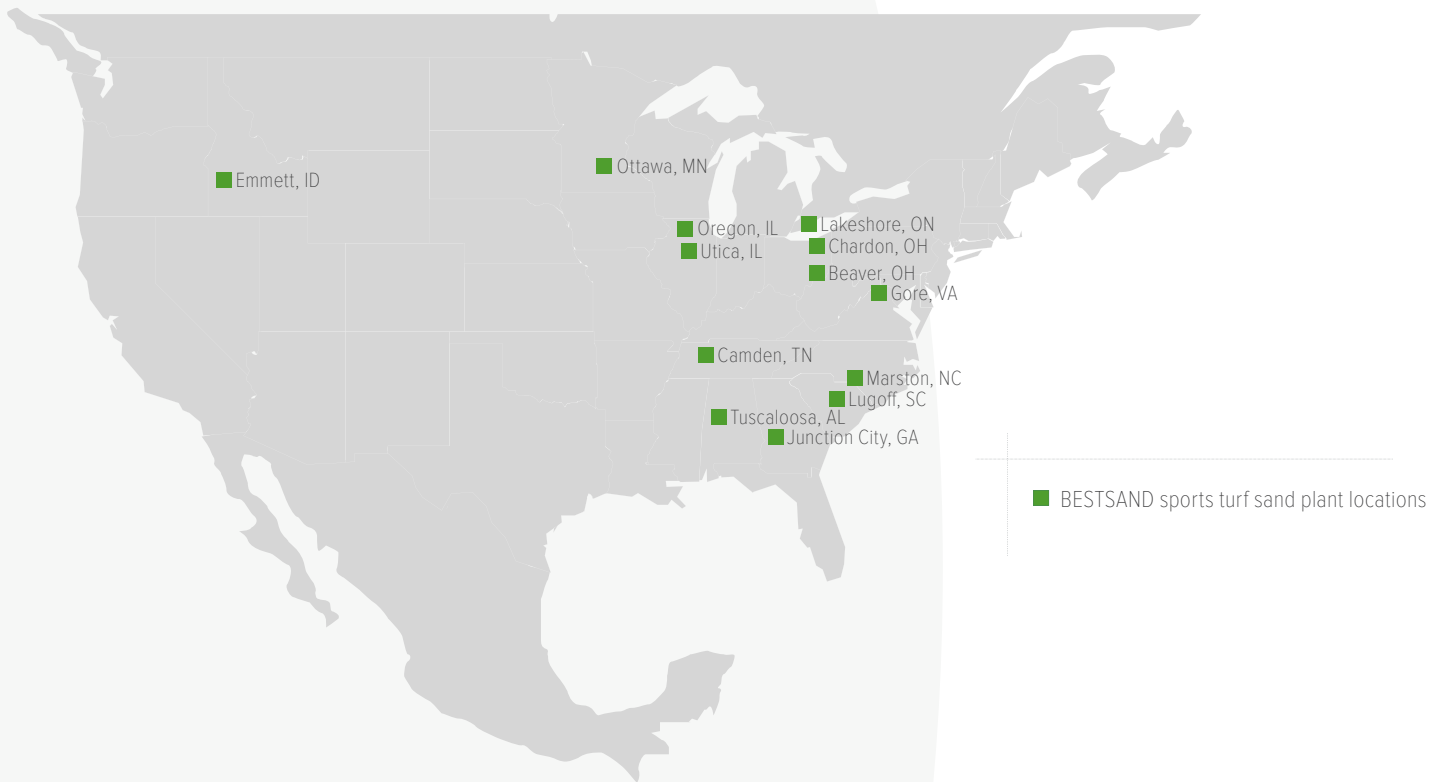 Ottawa, MN
Emmett, ID
Oregon, IL
Lakeshore, ON
Utica, IL
Chardon, OH
Beaver, OH
Gore, VA
Camden, TN
Marston, NC
Lugoff, SC
Tuscaloosa, AL
Junction City, GA
BESTSAND sports turf sand plant locations